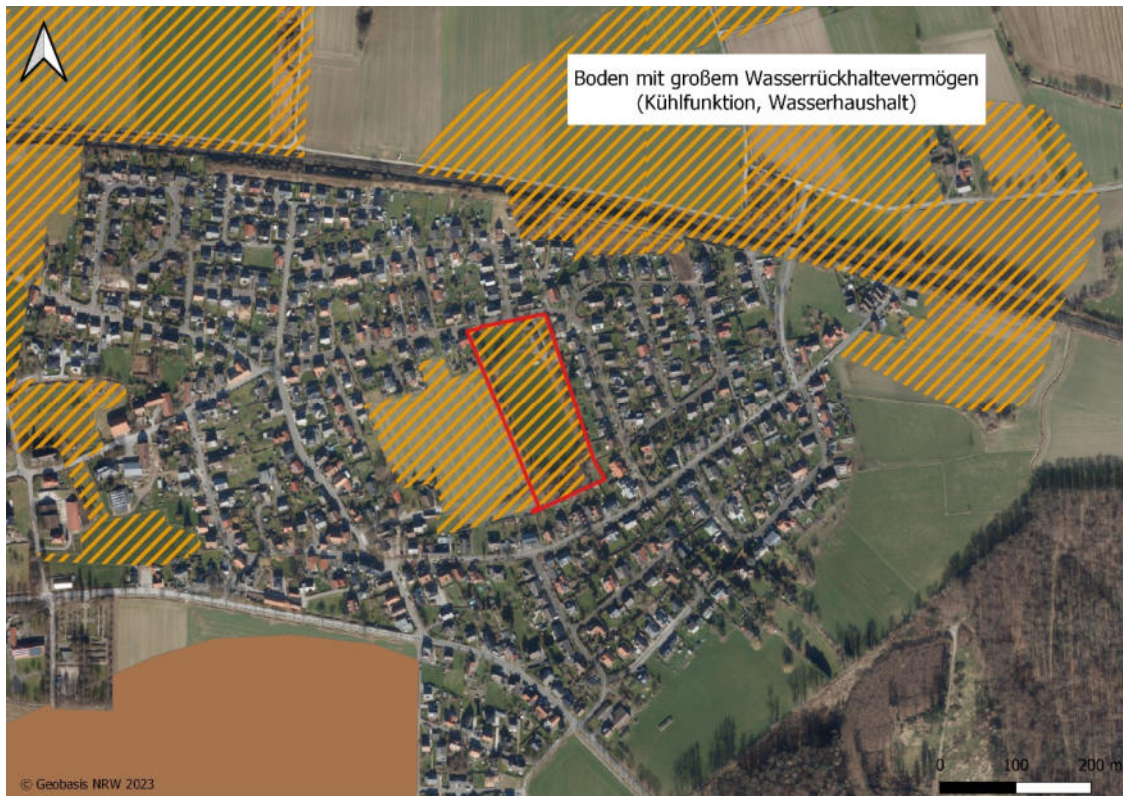 Boden mit großem Wasserrückhaltevermögen
(Kühlfunktion, Wasserhaushalt)
0 100 200 m
© Geobasis NRW 2023